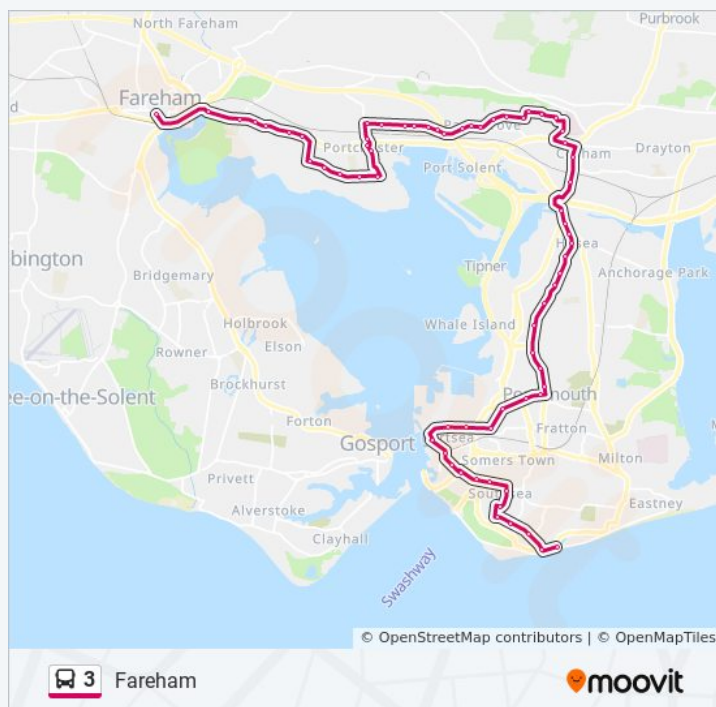 Purbrook
North Fareham
Fareham
Portchester
Cosham
Drayton
Port Solent
bington
Bridgemary
Hilsea
Anchorage Park
Tipner
Holbrook
Elson
Whale Island
Rowner
ee-on-the-Solent
Brockhurst
Forton
Portsmouth
Fratton
Milton
Gosport
Somers Town
Privett
Southsea
Eastney
Alverstoke
Clayhall
Swashway
© OpenStreetMap contributors | © OpenMapTiles
3 Fareham
moovit